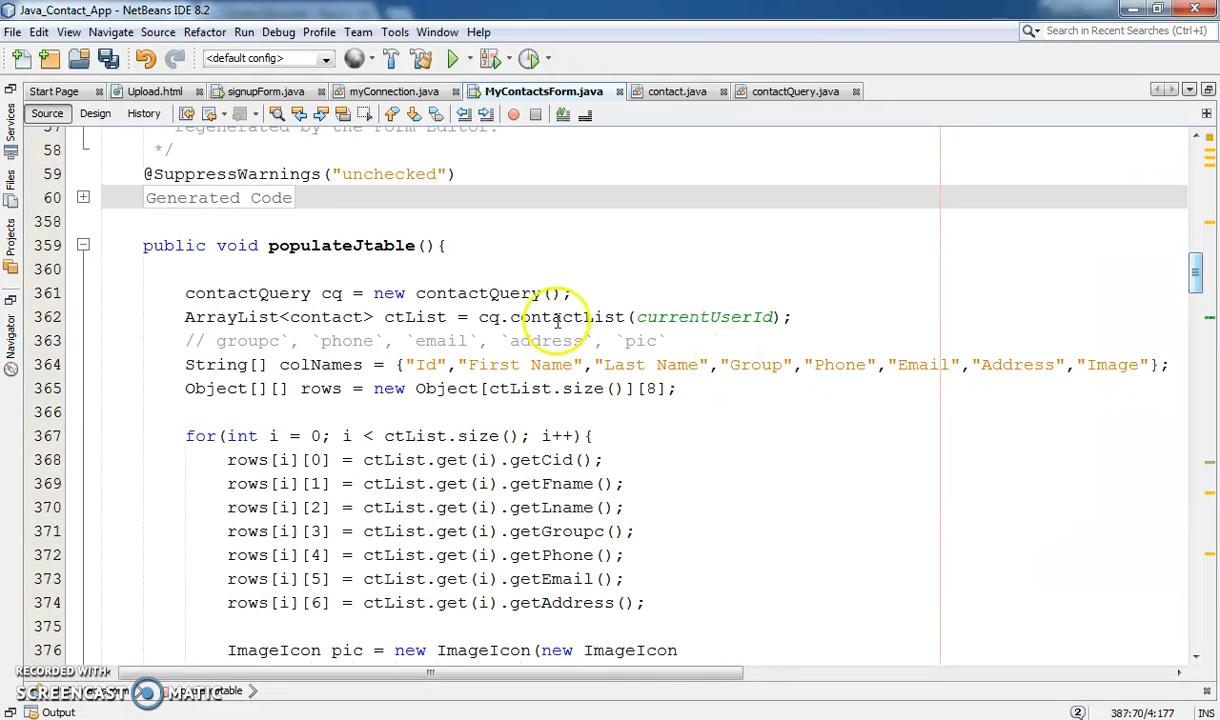 Java_Contact_App - NetBeans IDE 8.2
File Edit View Navigate Source Refactor Run Debug Profile Team Tools Window Help
Search in Recent Searches (Ctrl+I)
<default config>
Start Page Upload.html signupForm.java myConnection.java MyContactsForm.java contact.java contactQuery.java
Source Design History
Services
Files
Projects
Navigator
57 regenerated by the Form Editor.
58 */
59 @SuppressWarnings("unchecked")
60 Generated Code
358
359 public void populateJtable(){
360
361 contactQuery cq = new contactQuery();
362 ArrayList<contact> ctList = cq.contactList(currentUserId);
363 // groupc`, `phone`, `email`, `address`, `pic`
364 String[] colNames = {"Id","First Name","Last Name","Group","Phone","Email","Address","Image"};
365 Object[][] rows = new Object[ctList.size()][8];
366
367 for(int i = 0; i < ctList.size(); i++){
368 rows[i][0] = ctList.get(i).getCid();
369 rows[i][1] = ctList.get(i).getFname();
370 rows[i][2] = ctList.get(i).getLname();
371 rows[i][3] = ctList.get(i).getGroupc();
372 rows[i][4] = ctList.get(i).getPhone();
373 rows[i][5] = ctList.get(i).getEmail();
374 rows[i][6] = ctList.get(i).getAddress();
375
376 ImageIcon pic = new ImageIcon(new ImageIcon
RECORDED WITH
SCREENCAST MATIC
Output
2 387:70/4:177 INS